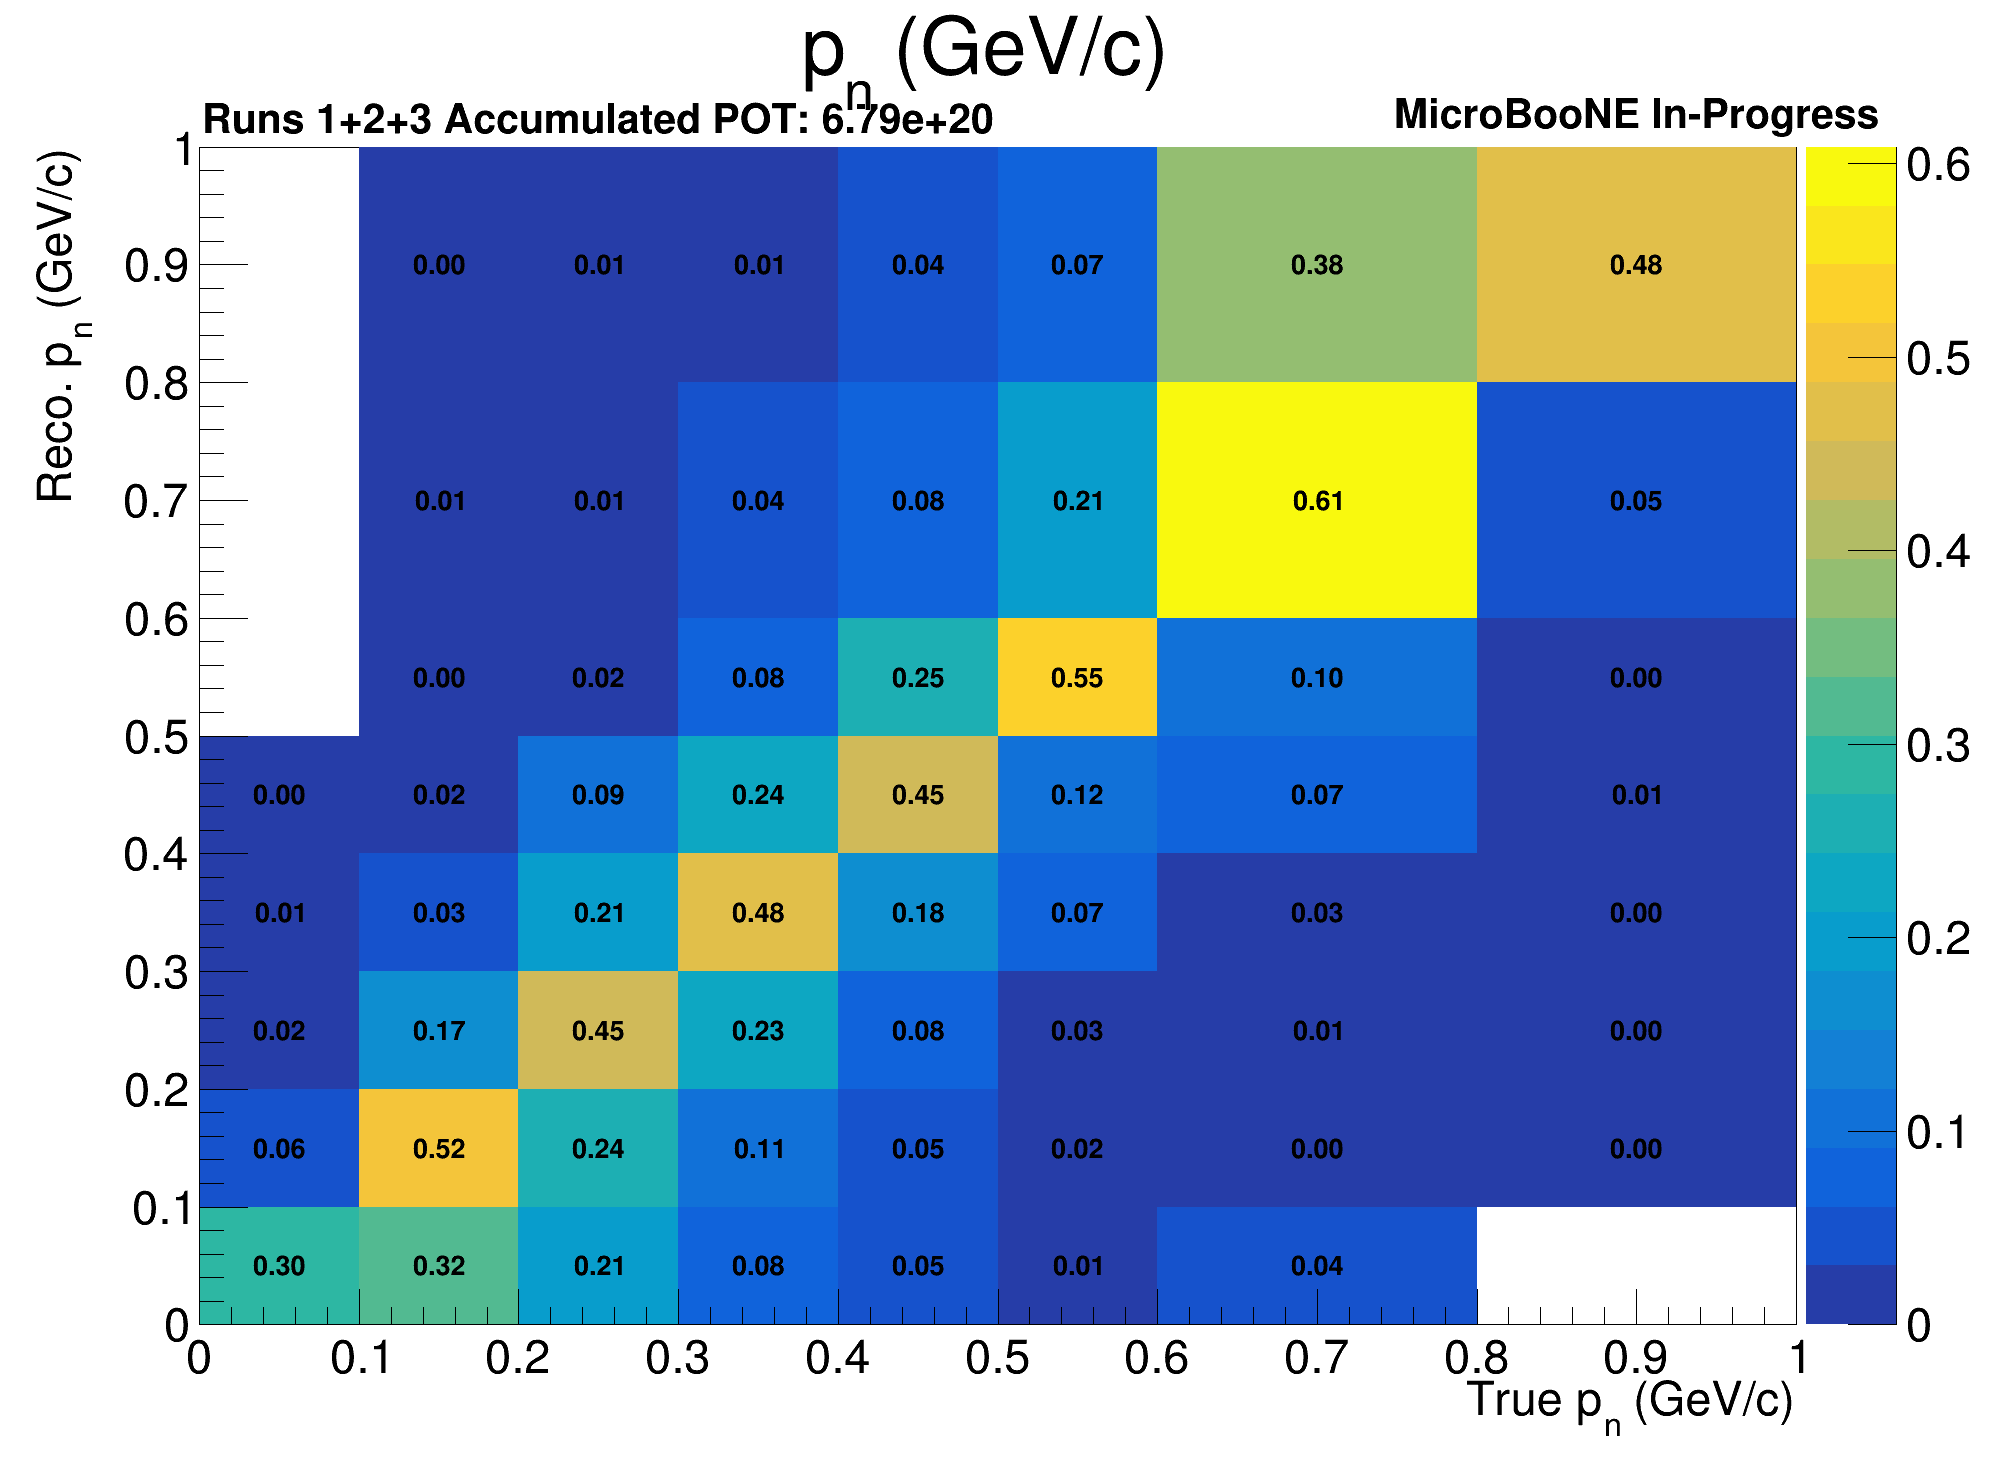 pn (GeV/c)
Runs 1+2+3 Accumulated POT: 6.79e+20
MicroBooNE In-Progress
Reco. pn (GeV/c)
1
0.9
0.8
0.7
0.6
0.5
0.4
0.3
0.2
0.1
0
0.00 0.01 0.01 0.04 0.07 0.38 0.48
0.01 0.01 0.04 0.08 0.21 0.61 0.05
0.00 0.02 0.08 0.25 0.55 0.10 0.00
0.00 0.02 0.09 0.24 0.45 0.12 0.07 0.01
0.01 0.03 0.21 0.48 0.18 0.07 0.03 0.00
0.02 0.17 0.45 0.23 0.08 0.03 0.01 0.00
0.06 0.52 0.24 0.11 0.05 0.02 0.00 0.00
0.30 0.32 0.21 0.08 0.05 0.01 0.04
0 0.1 0.2 0.3 0.4 0.5 0.6 0.7 0.8 0.9 1
True pn (GeV/c)
0.6
0.5
0.4
0.3
0.2
0.1
0